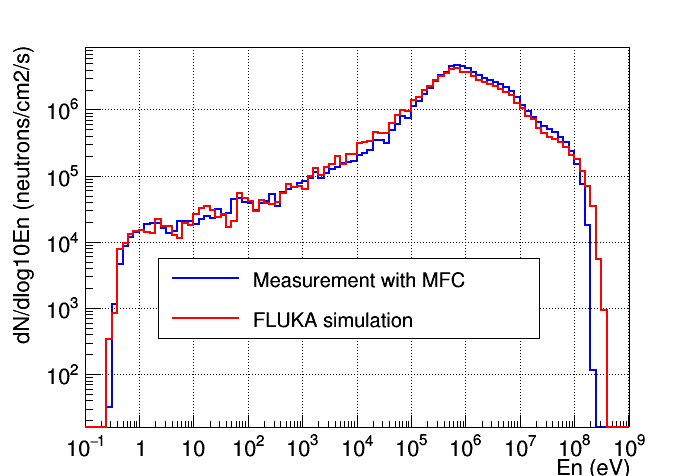 dN/dlog10En (neutrons/cm2/s)
10⁶
10⁵
10⁴
10³
10²
Measurement with MFC
FLUKA simulation
10⁻¹ 1 10 10² 10³ 10⁴ 10⁵ 10⁶ 10⁷ 10⁸ 10⁹
En (eV)